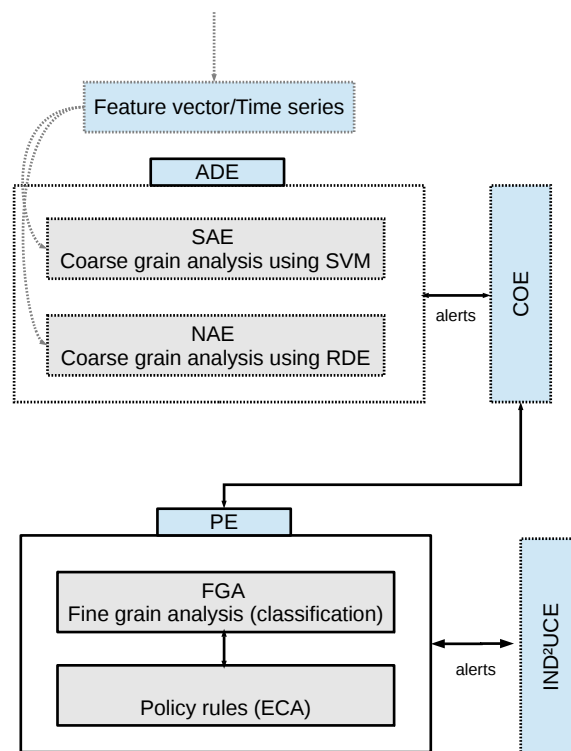 Feature vector/Time series
ADE
SAE
Coarse grain analysis using SVM
NAE
Coarse grain analysis using RDE
alerts
COE
PE
FGA
Fine grain analysis (classification)
Policy rules (ECA)
alerts
IND²UCE